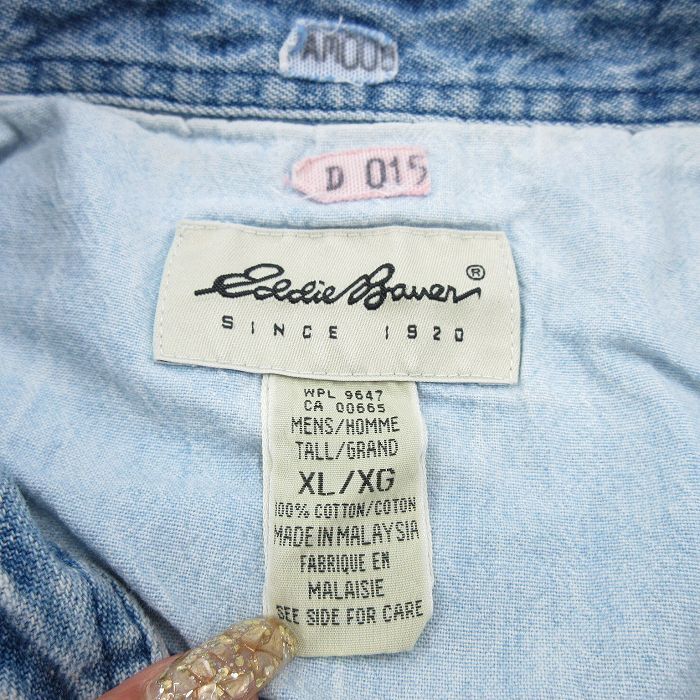 D 015
Eddie Bauer®
SINCE 1920
WPL 9647
CA 00665
MENS/HOMME
TALL/GRAND
XL/XG
100% COTTON/COTON
MADE IN MALAYSIA
FABRIQUE EN
MALAISIE
SEE SIDE FOR CARE